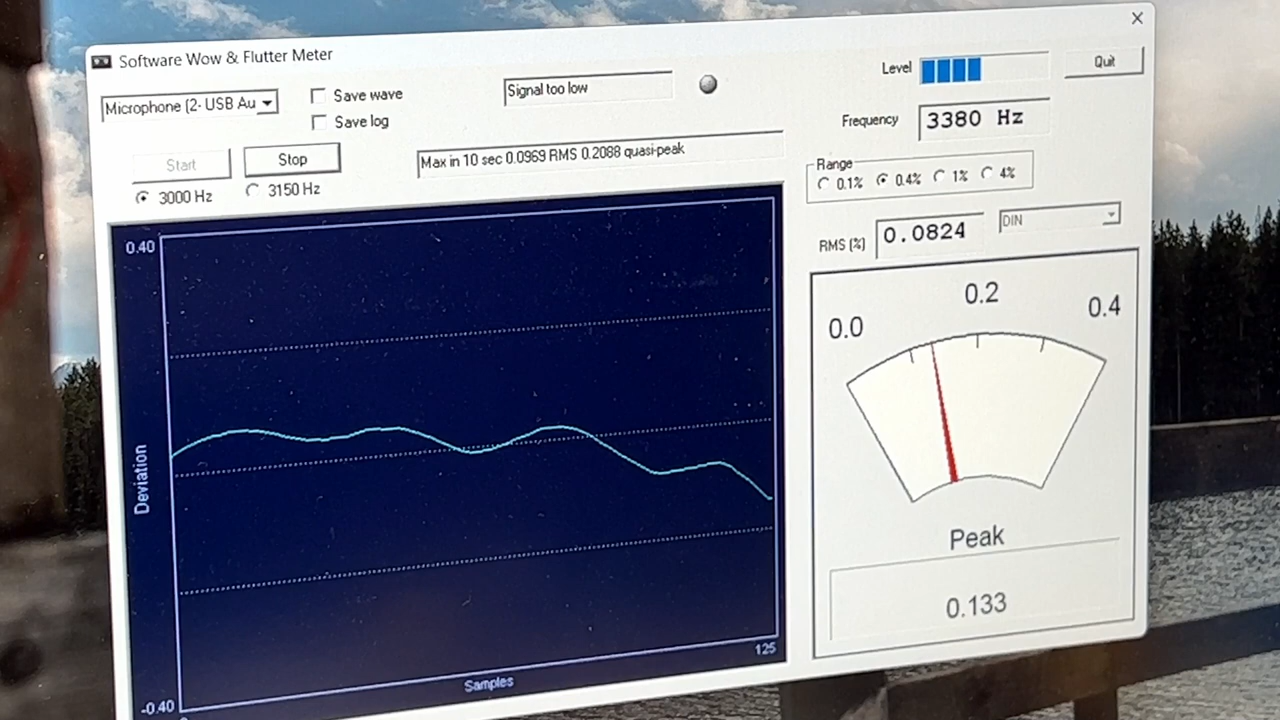 Software Wow & Flutter Meter
Microphone (2- USB Au
Save wave
Save log
Signal too low
Level
Quit
Frequency
3380 Hz
Start
Stop
Max in 10 sec 0.0969 RMS 0.2088 quasi-peak
3000 Hz
3150 Hz
Range
0.1%
0.4%
1%
4%
RMS (%)
0.0824
DIN
0.40
Deviation
-0.40
Samples
125
0.0
0.2
0.4
Peak
0.133